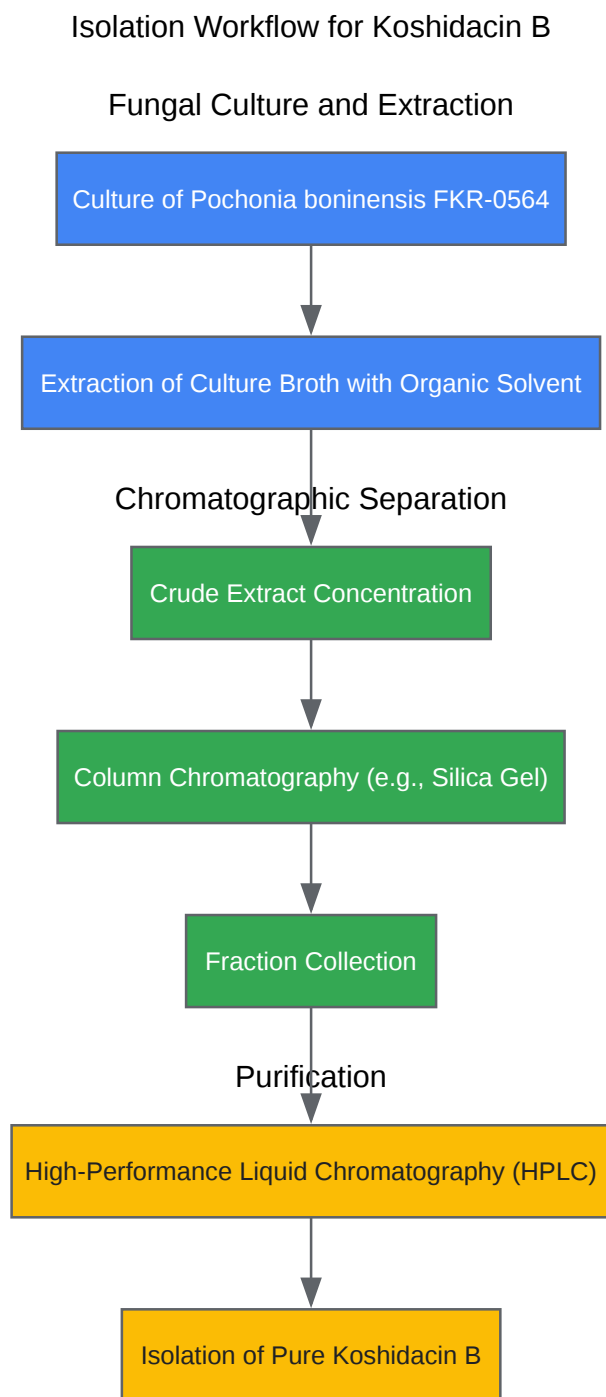 Isolation Workflow for Koshidacin B
Fungal Culture and Extraction
Culture of Pochonia boninensis FKR-0564
Extraction of Culture Broth with Organic Solvent
Chromatographic Separation
Crude Extract Concentration
Column Chromatography (e.g., Silica Gel)
Fraction Collection
Purification
High-Performance Liquid Chromatography (HPLC)
Isolation of Pure Koshidacin B